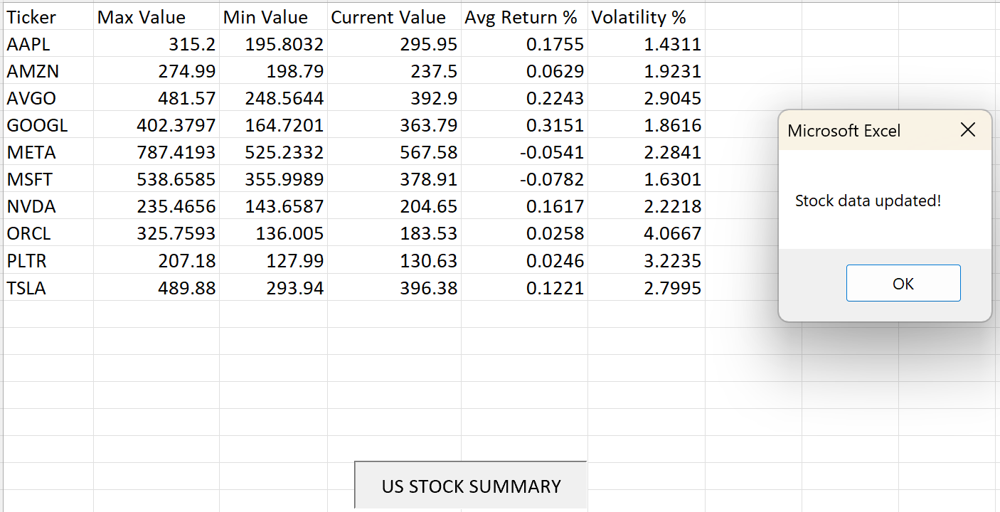 Ticker Max Value Min Value Current Value Avg Return % Volatility %
AAPL 315.2 195.8032 295.95 0.1755 1.4311
AMZN 274.99 198.79 237.5 0.0629 1.9231
AVGO 481.57 248.5644 392.9 0.2243 2.9045
GOOGL 402.3797 164.7201 363.79 0.3151 1.8616
META 787.4193 525.2332 567.58 -0.0541 2.2841
MSFT 538.6585 355.9989 378.91 -0.0782 1.6301
NVDA 235.4656 143.6587 204.65 0.1617 2.2218
ORCL 325.7593 136.005 183.53 0.0258 4.0667
PLTR 207.18 127.99 130.63 0.0246 3.2235
TSLA 489.88 293.94 396.38 0.1221 2.7995
Microsoft Excel
Stock data updated!
OK
US STOCK SUMMARY